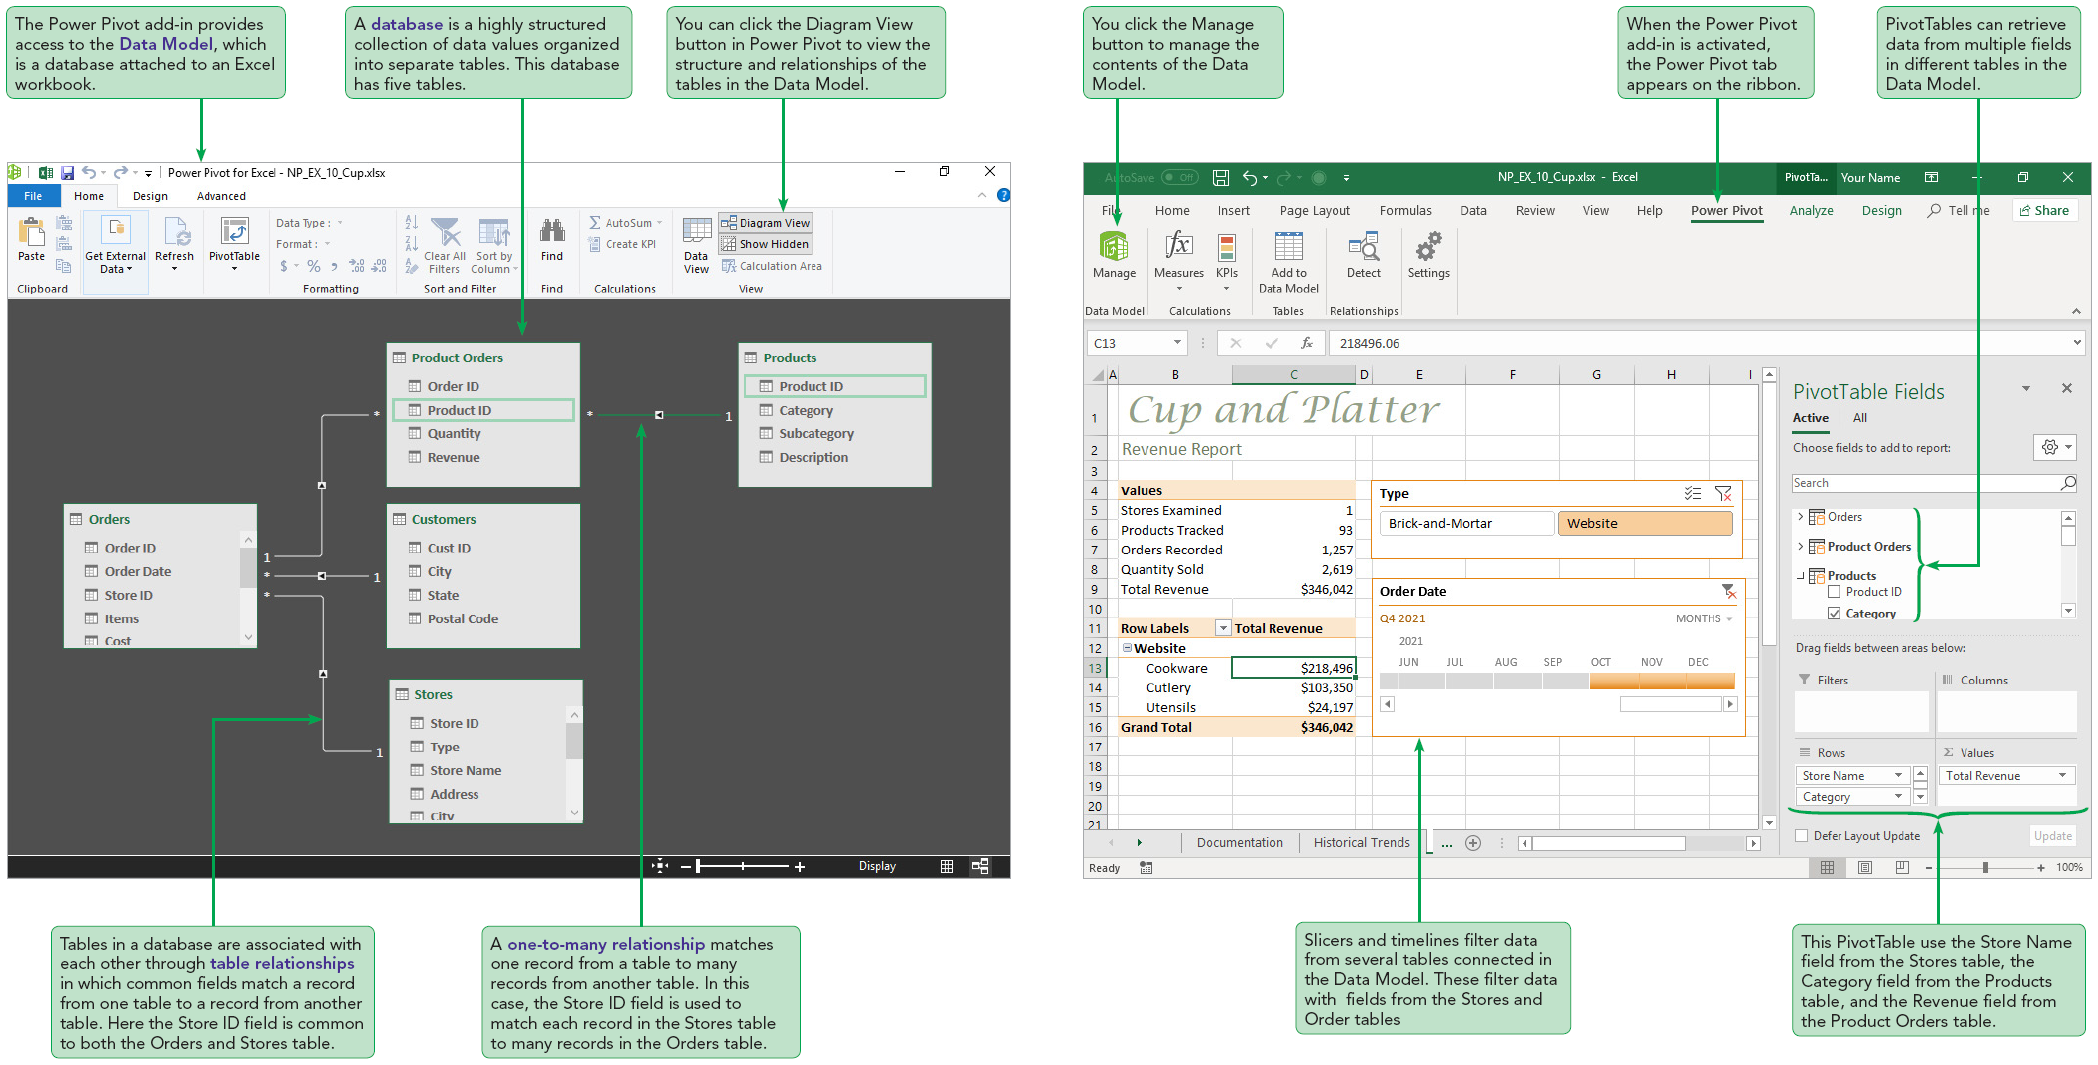 The Power Pivot add-in provides
access to the Data Model, which
is a database attached to an Excel
workbook.
A database is a highly structured
collection of data values organized
into separate tables. This database
has five tables.
You can click the Diagram View
button in Power Pivot to view the
structure and relationships of the
tables in the Data Model.
You click the Manage
button to manage the
contents of the Data
Model.
When the Power Pivot
add-in is activated,
the Power Pivot tab
appears on the ribbon.
PivotTables can retrieve
data from multiple fields
in different tables in the
Data Model.
Power Pivot for Excel - NP_EX_10_Cup.xlsx
File Home Design Advanced
Paste
Clipboard
Get External
Data
Refresh
PivotTable
Data Type :
Format :
$ % ,
Formatting
Clear All
Filters
Sort by
Column
Sort and Filter
Find
Find
AutoSum
Create KPI
Calculations
Data
View
Diagram View
Show Hidden
Calculation Area
View
Product Orders
Order ID
Product ID
Quantity
Revenue
Products
Product ID
Category
Subcategory
Description
* 1
*
Orders
Order ID
Order Date
Store ID
Items
Cost
1
* 1
*
Customers
Cust ID
City
State
Postal Code
Stores
Store ID
Type
Store Name
Address
City
1
Display
Tables in a database are associated with
each other through table relationships
in which common fields match a record
from one table to a record from another
table. Here the Store ID field is common
to both the Orders and Stores table.
A one-to-many relationship matches
one record from a table to many
records from another table. In this
case, the Store ID field is used to
match each record in the Stores table
to many records in the Orders table.
AutoSave Off
NP_EX_10_Cup.xlsx - Excel
PivotTa... Your Name
File Home Insert Page Layout Formulas Data Review View Help Power Pivot Analyze Design Tell me Share
Manage
Data Model
Measures
KPIs
Calculations
Add to
Data Model
Tables
Detect
Relationships
Settings
C13 fx 218496.06
A B C D E F G H I
1 Cup and Platter
2 Revenue Report
3
4 Values
5 Stores Examined 1
6 Products Tracked 93
7 Orders Recorded 1,257
8 Quantity Sold 2,619
9 Total Revenue $346,042
10
11 Row Labels Total Revenue
12 Website
13 Cookware $218,496
14 Cutlery $103,350
15 Utensils $24,197
16 Grand Total $346,042
17
18
19
20
21
Type
Brick-and-Mortar Website
Order Date
Q4 2021 MONTHS
2021
JUN JUL AUG SEP OCT NOV DEC
Documentation Historical Trends ...
Ready
100%
PivotTable Fields
Active All
Choose fields to add to report:
Search
Orders
Product Orders
Products
Product ID
Category
Drag fields between areas below:
Filters Columns
Rows Values
Store Name Total Revenue
Category
Defer Layout Update Update
Slicers and timelines filter data
from several tables connected in
the Data Model. These filter data
with fields from the Stores and
Order tables
This PivotTable use the Store Name
field from the Stores table, the
Category field from the Products
table, and the Revenue field from
the Product Orders table.